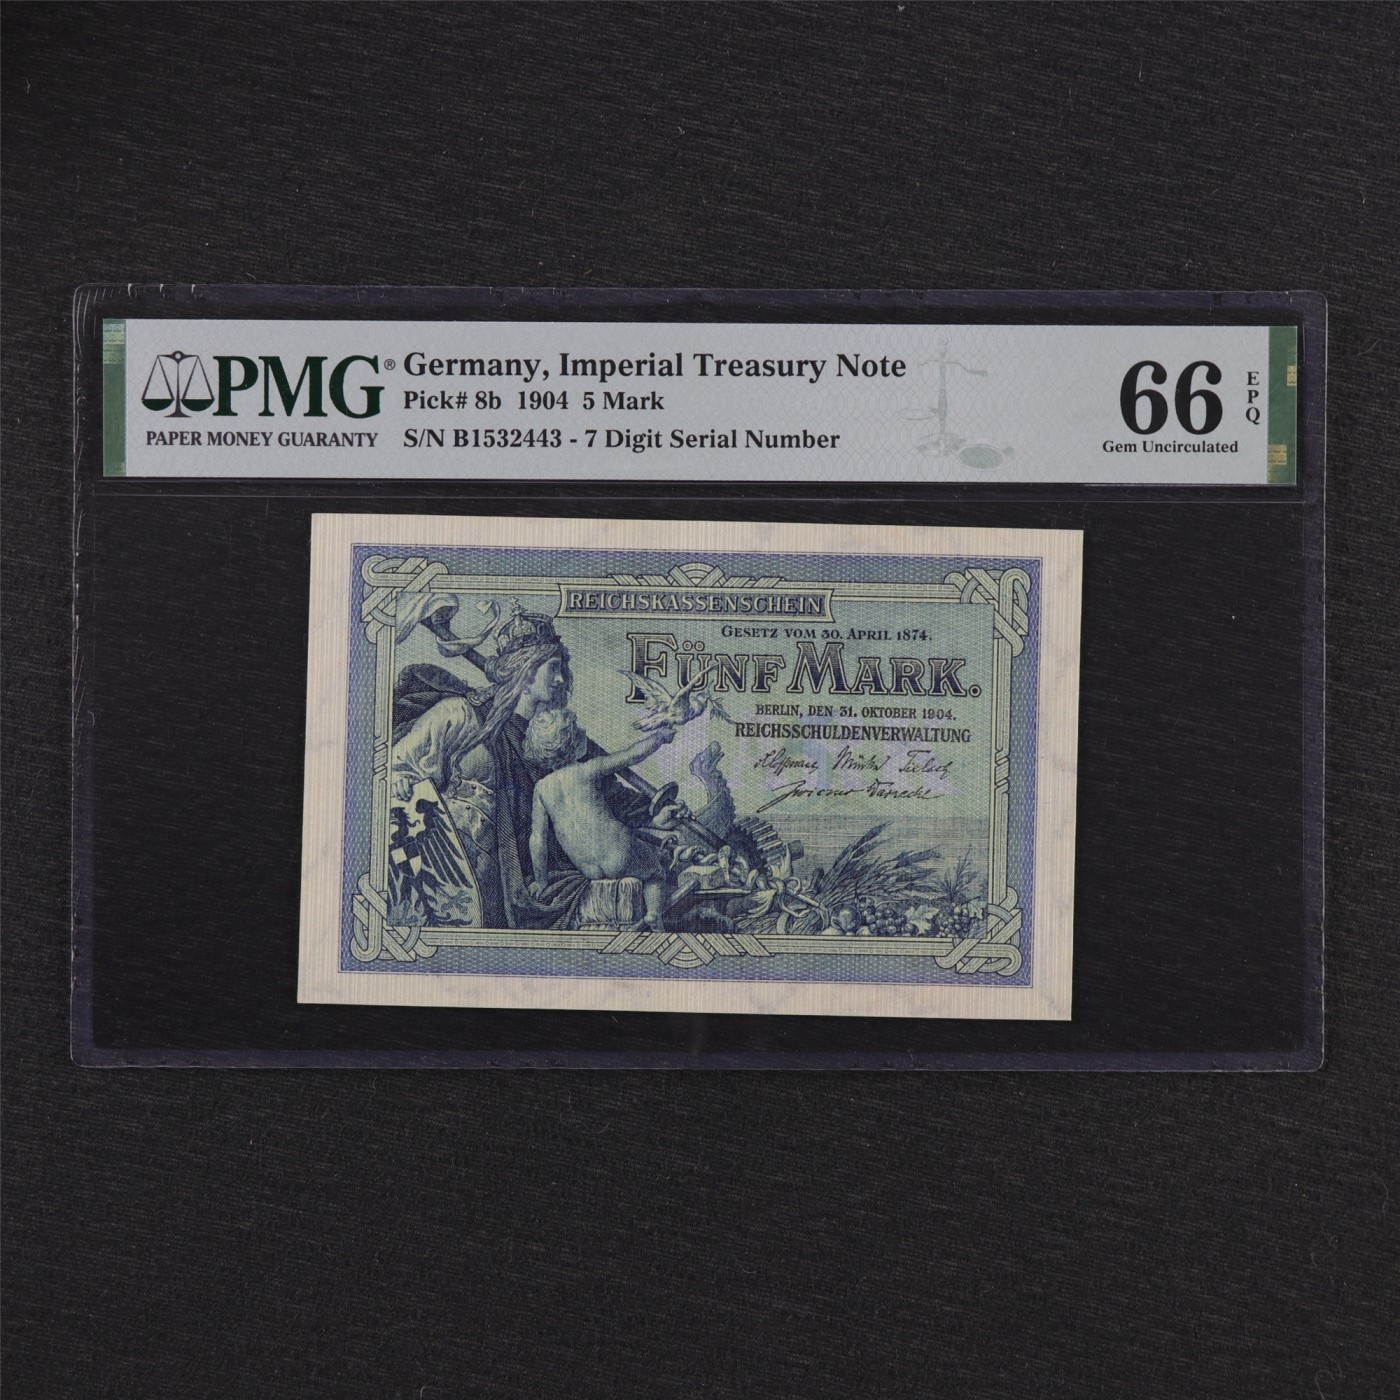 PMG®
PAPER MONEY GUARANTY
Germany, Imperial Treasury Note
Pick# 8b 1904 5 Mark
S/N B1532443 - 7 Digit Serial Number
66
EPQ
Gem Uncirculated
REICHSKASSENSCHEIN
GESETZ VOM 30. APRIL 1874.
FÜNF MARK.
BERLIN, DEN 31. OKTOBER 1904.
REICHSSCHULDENVERWALTUNG